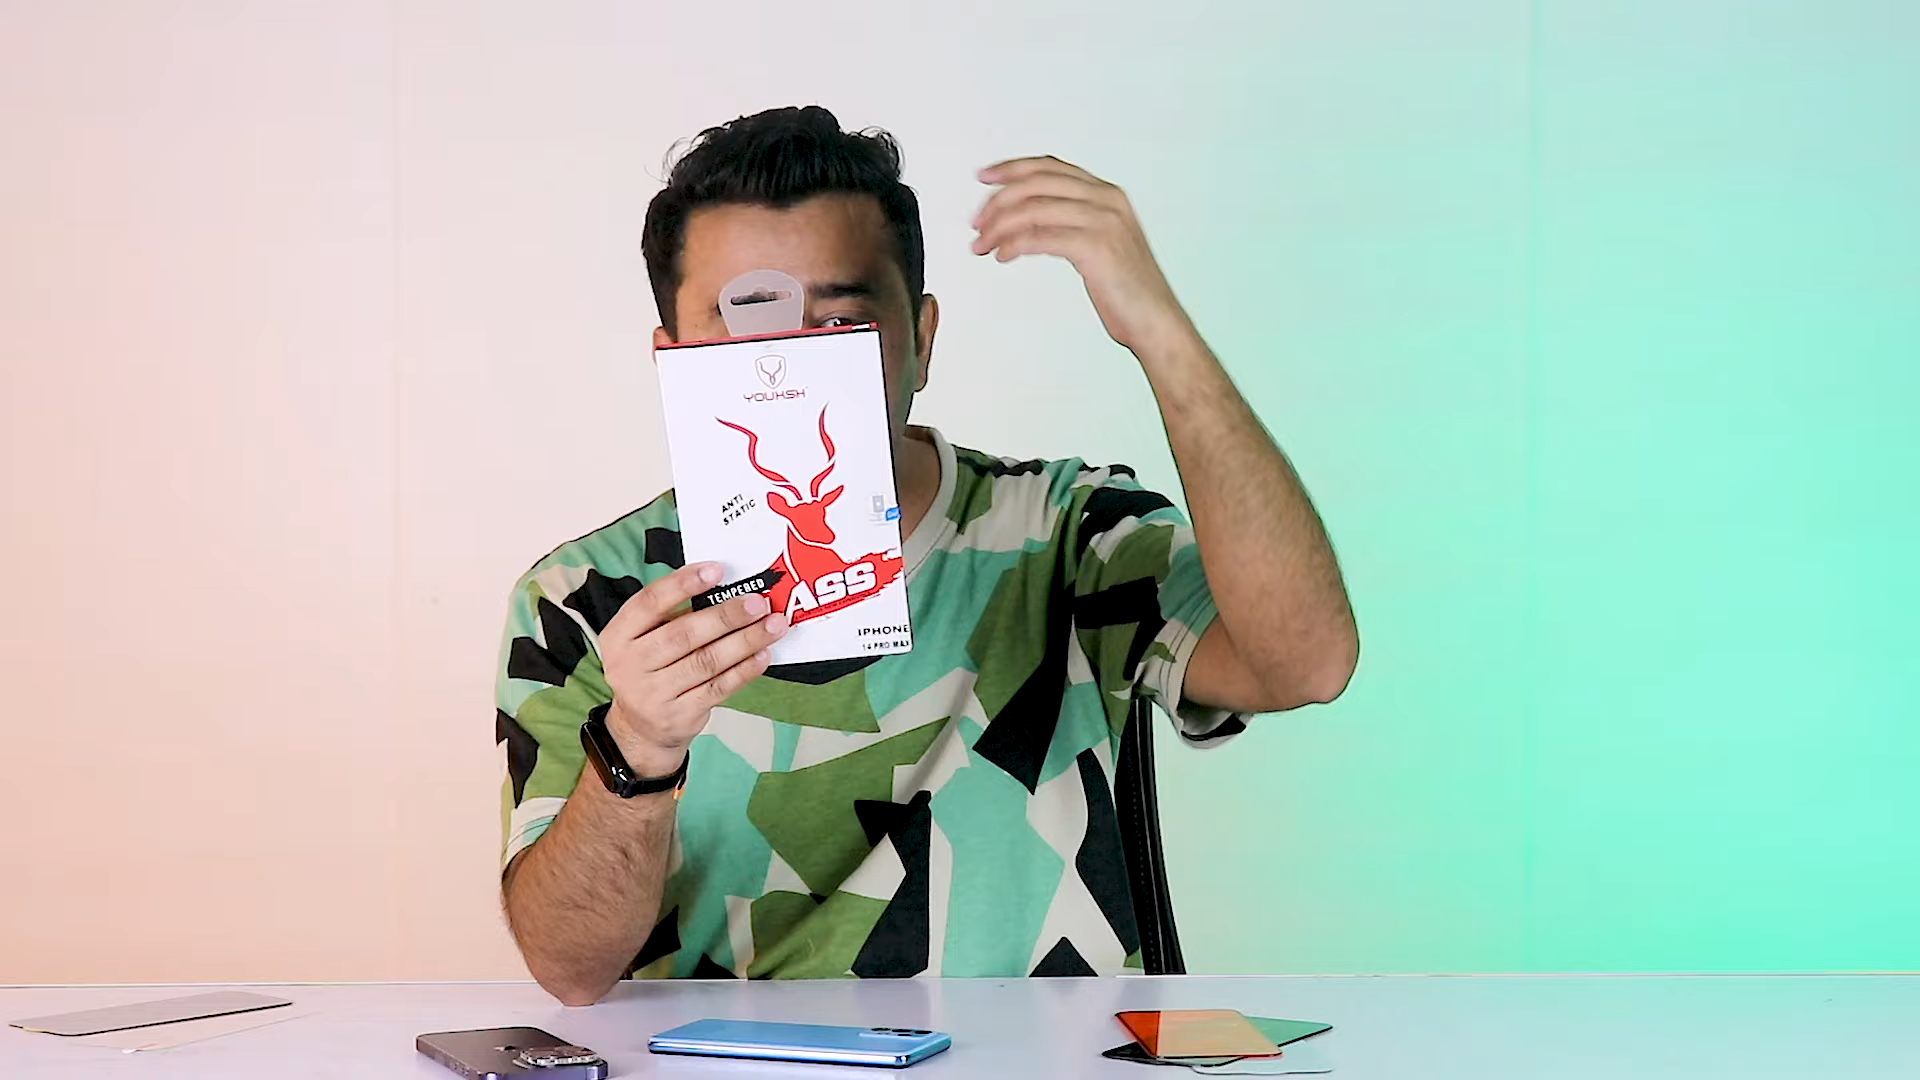 YOUKSH
ANTI
STATIC
TEMPERED
ASS
IPHONE
14 PRO MAX